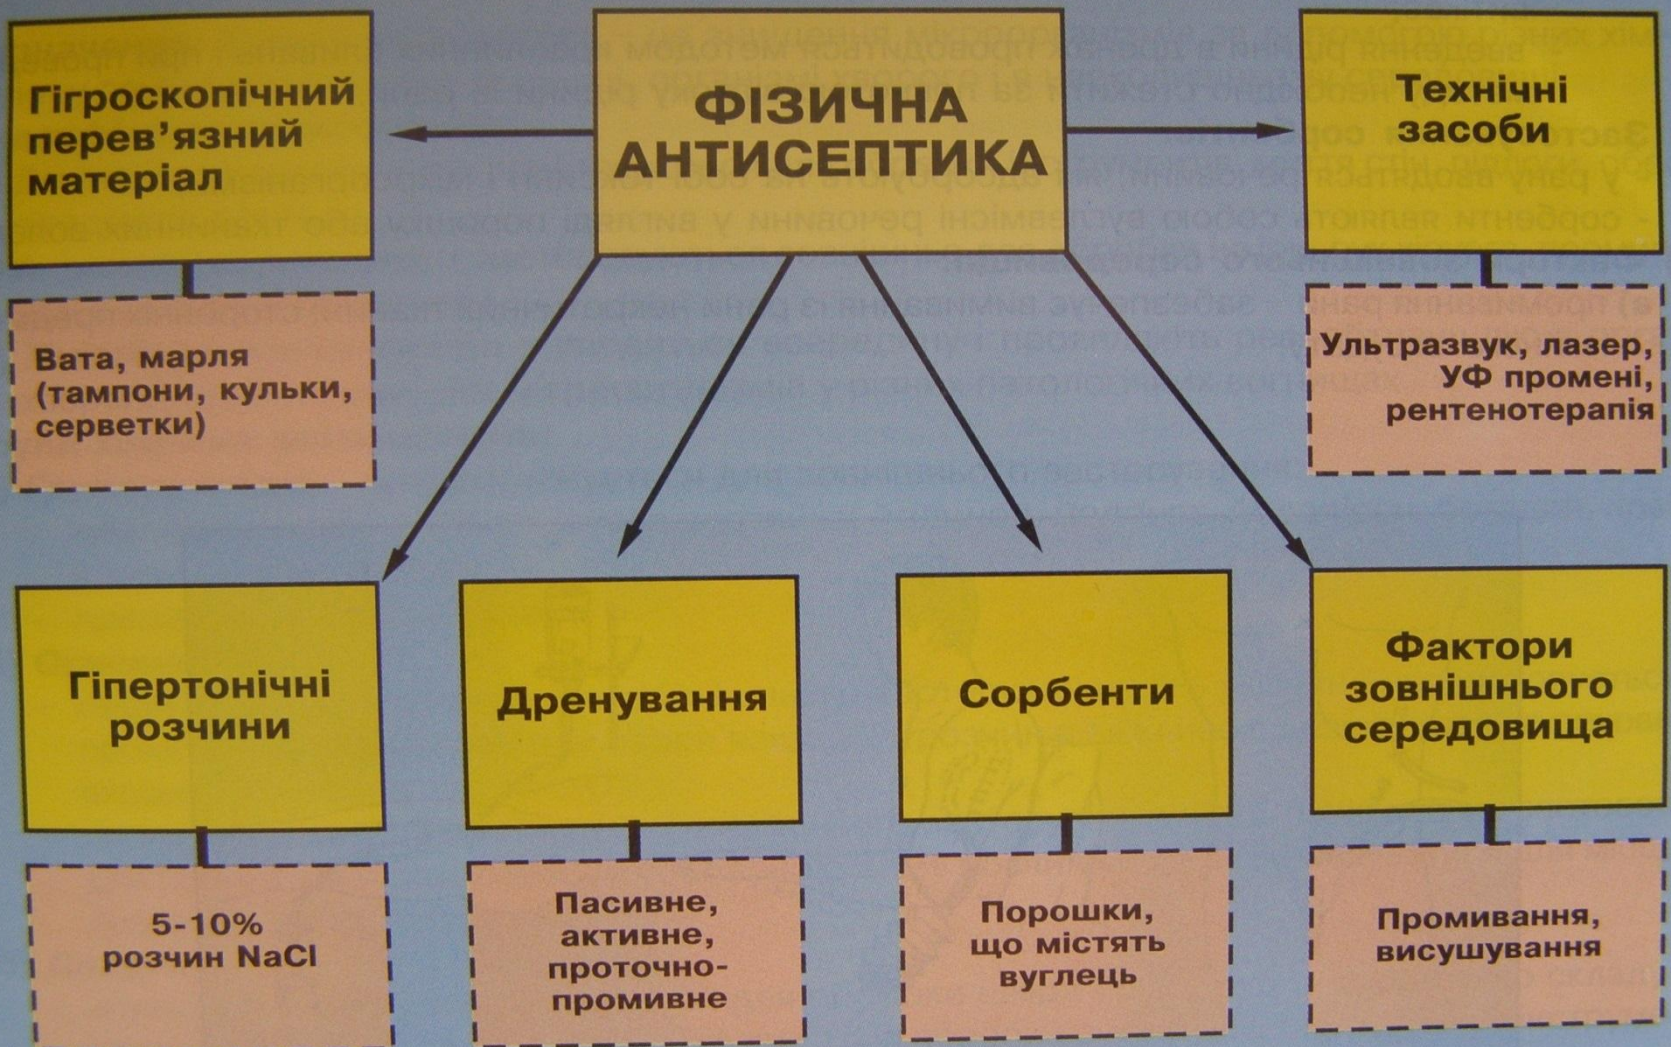 ФІЗИЧНА
АНТИСЕПТИКА
Гігроскопічний
перев’язний
матеріал
Вата, марля
(тампони, кульки,
серветки)
Технічні
засоби
Ультразвук, лазер,
УФ промені,
рентенотерапія
Гіпертонічні
розчини
5-10%
розчин NaCl
Дренування
Пасивне,
активне,
проточно-
промивне
Сорбенти
Порошки,
що містять
вуглець
Фактори
зовнішнього
середовища
Промивання,
висушування